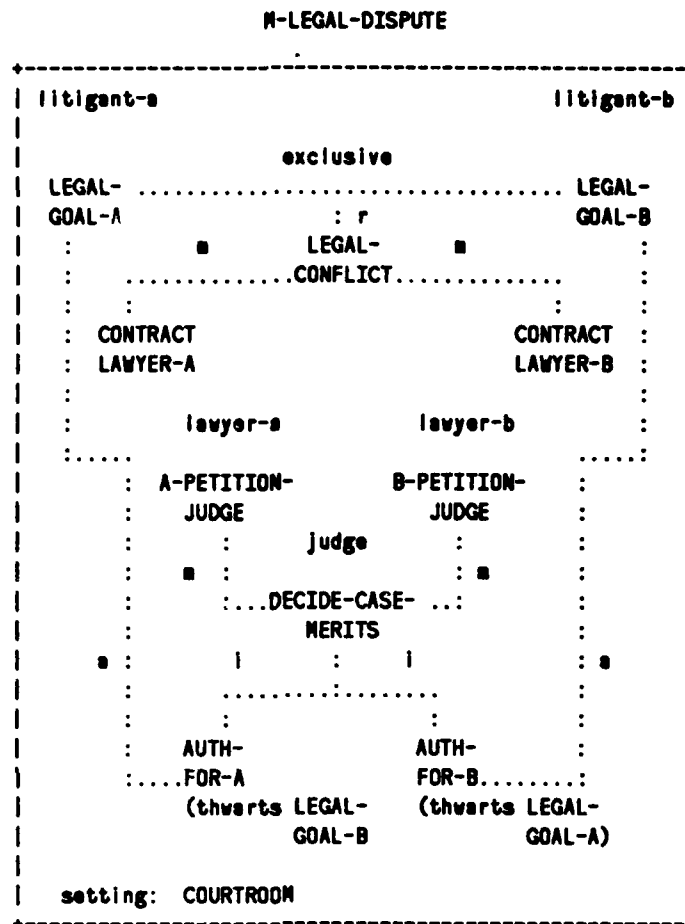 M-LEGAL-DISPUTE
litigant-a litigant-b
exclusive
LEGAL- LEGAL-
GOAL-A : r GOAL-B
: m LEGAL- m :
: ...............CONFLICT............... :
: : : :
: CONTRACT CONTRACT :
: LAWYER-A LAWYER-B :
: :
: lawyer-a lawyer-b :
:..... .....:
: A-PETITION- B-PETITION- :
: JUDGE JUDGE :
: : judge : :
: m : : m :
: :...DECIDE-CASE- ..: :
: MERITS :
a : i : i : a
: ..........:......... :
: : : :
: AUTH- AUTH- :
:.....FOR-A FOR-B........:
(thwarts LEGAL- (thwarts LEGAL-
GOAL-B GOAL-A)
setting: COURTROOM